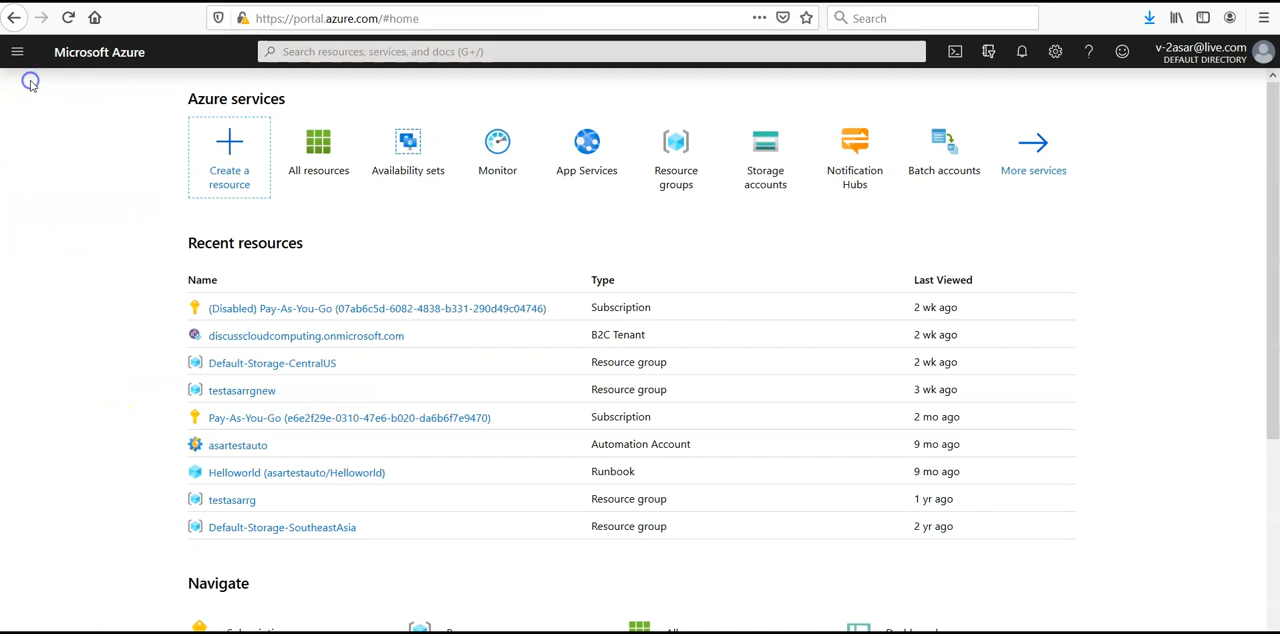 https://portal.azure.com/#home
Search
Microsoft Azure
Search resources, services, and docs (G+/)
v-2asar@live.com
DEFAULT DIRECTORY
Azure services
Create a resource
All resources
Availability sets
Monitor
App Services
Resource groups
Storage accounts
Notification Hubs
Batch accounts
More services
Recent resources
Name Type Last Viewed
(Disabled) Pay-As-You-Go (07ab6c5d-6082-4838-b331-290d49c04746) Subscription 2 wk ago
discusscloudcomputing.onmicrosoft.com B2C Tenant 2 wk ago
Default-Storage-CentralUS Resource group 2 wk ago
testasarrgnew Resource group 3 wk ago
Pay-As-You-Go (e6e2f29e-0310-47e6-b020-da6b6f7e9470) Subscription 2 mo ago
asartestauto Automation Account 9 mo ago
Helloworld (asartestauto/Helloworld) Runbook 9 mo ago
testasarrg Resource group 1 yr ago
Default-Storage-SoutheastAsia Resource group 2 yr ago
Navigate